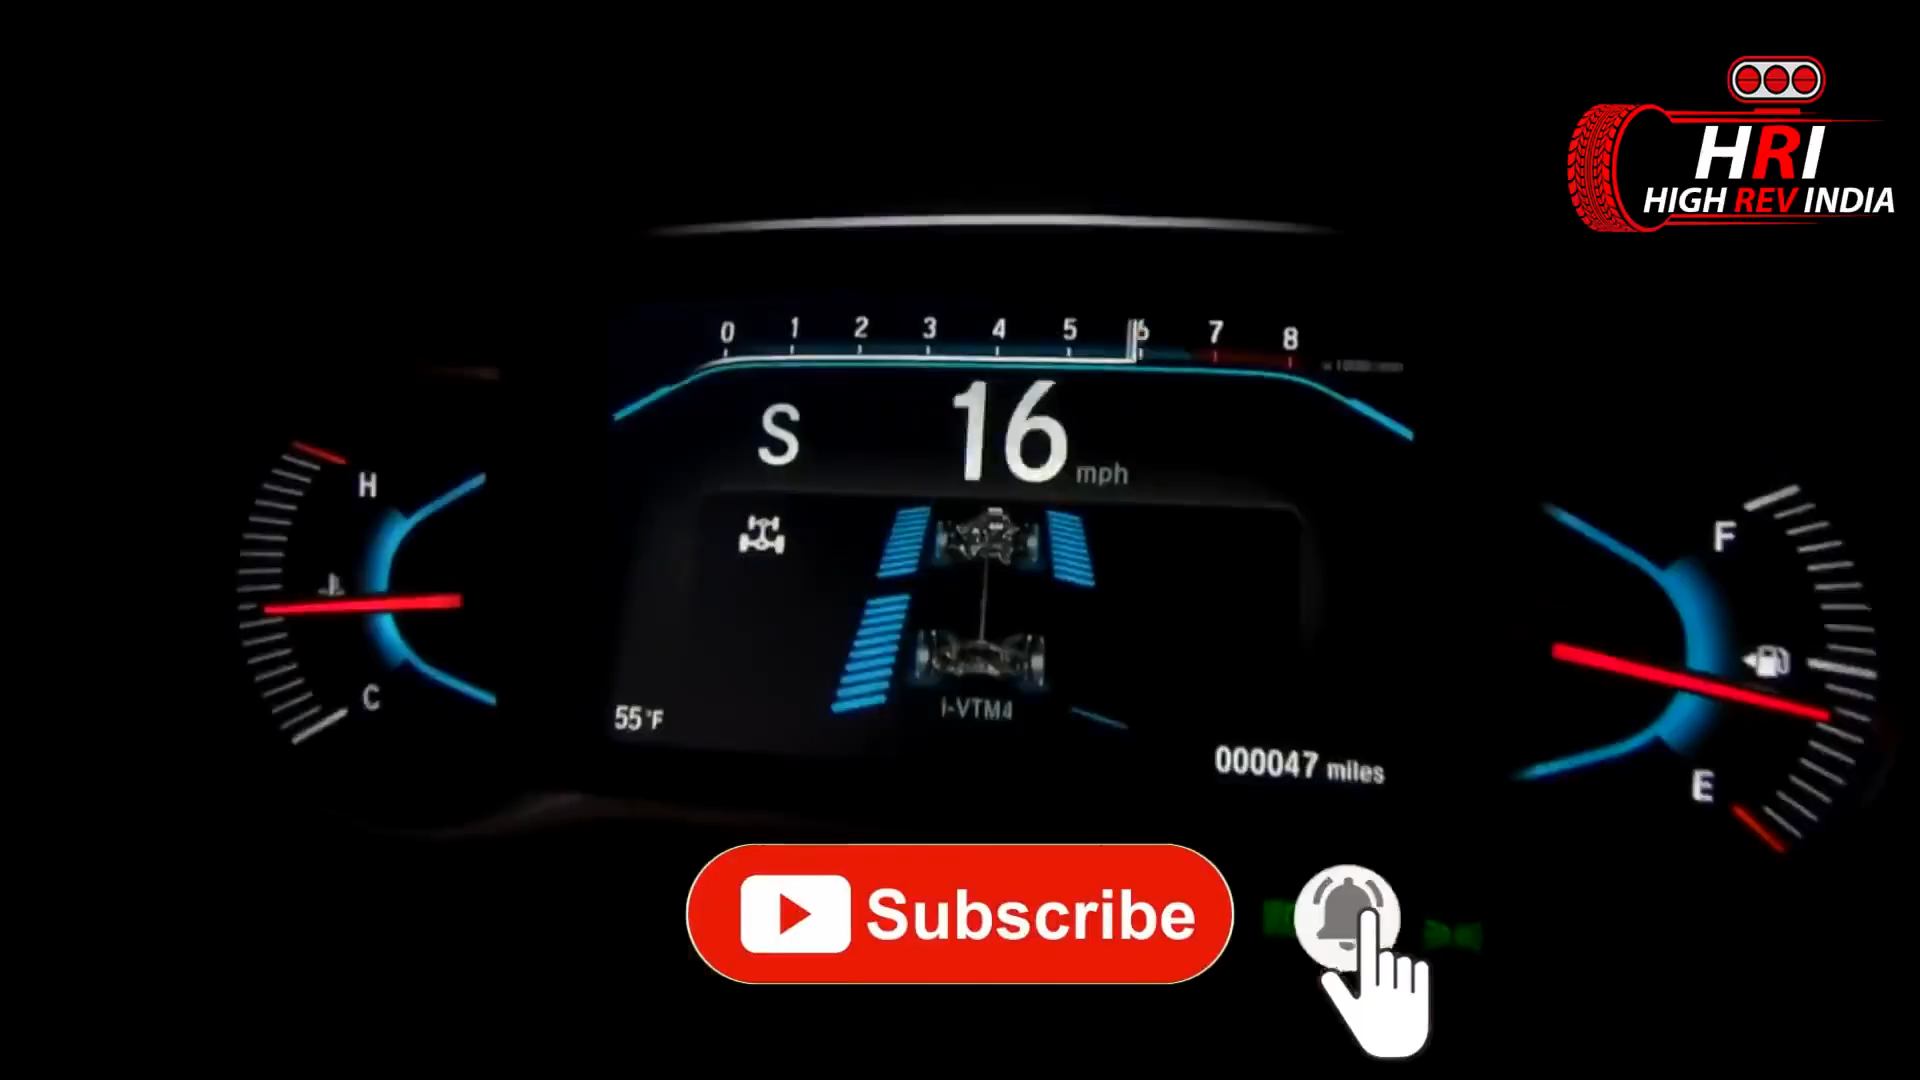 HRI
HIGH REV INDIA
0 1 2 3 4 5 6 7 8
S 16 mph
H
F
C
i-VTM4
55°F
000047 miles
E
Subscribe